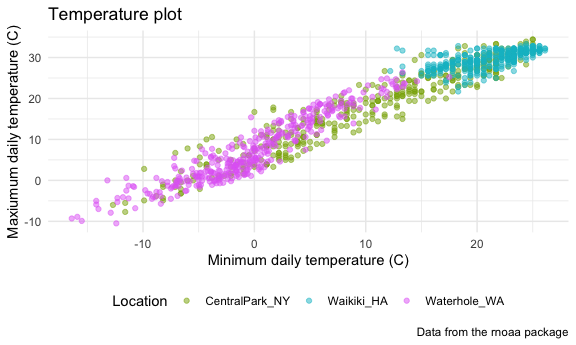 Temperature plot
Maxiumum daily temperature (C)
30
20
10
0
-10
-10
0
10
20
Minimum daily temperature (C)
Location
CentralPark_NY
Waikiki_HA
Waterhole_WA
Data from the rnoaa package